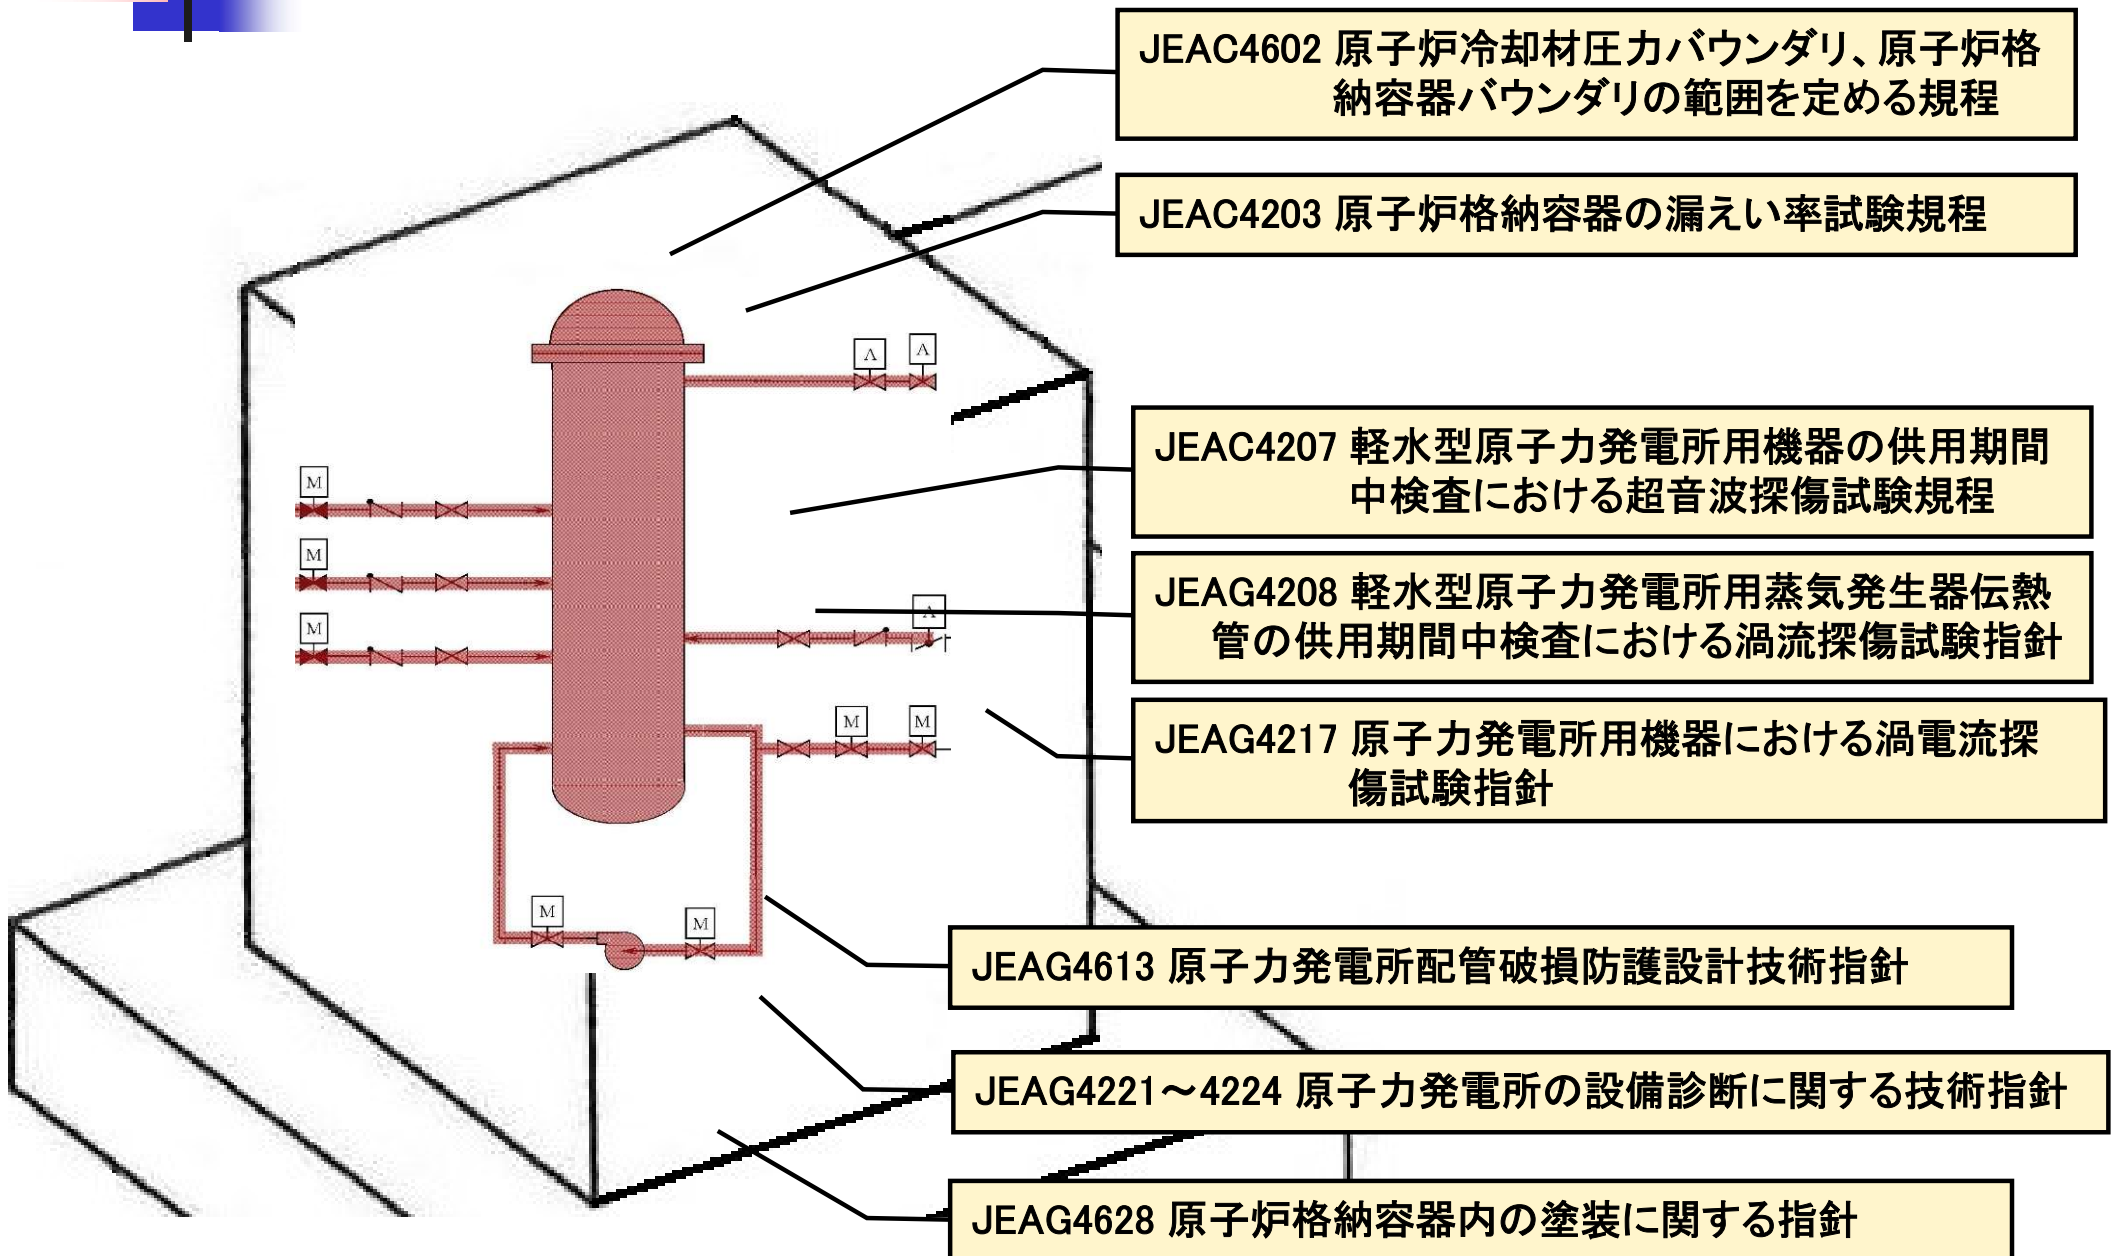 JEAC4602 原子炉冷却材圧力バウンダリ、原子炉格
納容器バウンダリの範囲を定める規程
JEAC4203 原子炉格納容器の漏えい率試験規程
A
A
JEAC4207 軽水型原子力発電所用機器の供用期間
中検査における超音波探傷試験規程
M
M
JEAG4208 軽水型原子力発電所用蒸気発生器伝熱
管の供用期間中検査における渦流探傷試験指針
A
M
JEAG4217 原子力発電所用機器における渦電流探
傷試験指針
M
M
M
M
JEAG4613 原子力発電所配管破損防護設計技術指針
JEAG4221～4224 原子力発電所の設備診断に関する技術指針
JEAG4628 原子炉格納容器内の塗装に関する指針